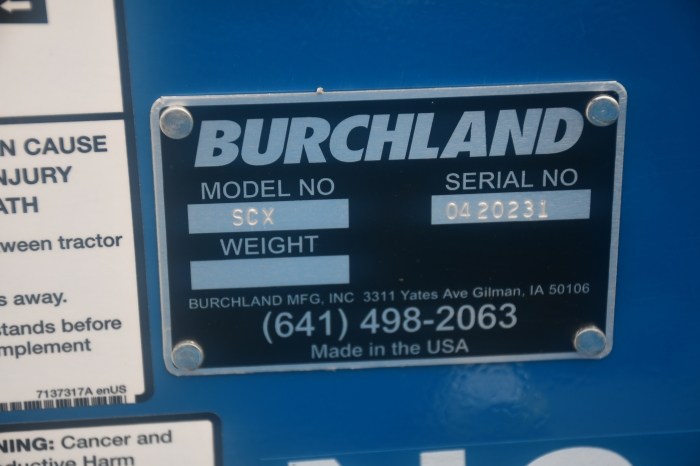 N CAUSE
NJURY
ATH
ween tractor
s away.
stands before
mplement
7137317A enUS
NING: Cancer and
ductive Harm
BURCHLAND
MODEL NO
SERIAL NO
SCX
0420231
WEIGHT
BURCHLAND MFG, INC 3311 Yates Ave Gilman, IA 50106
(641) 498-2063
Made in the USA